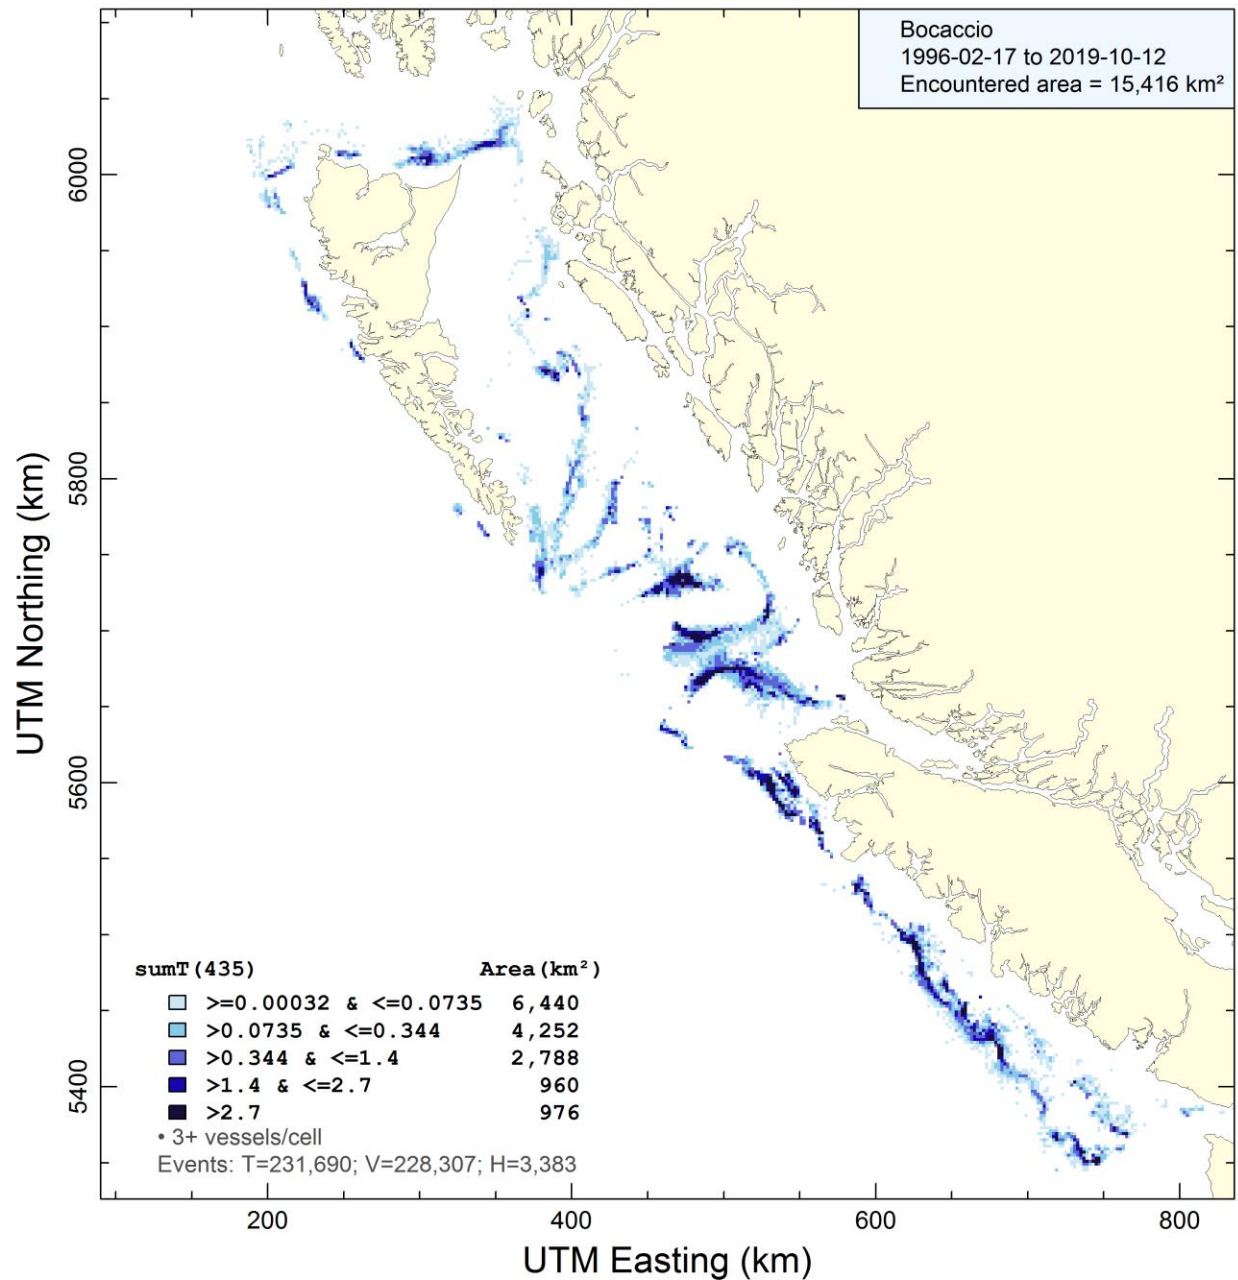 Bocaccio
1996-02-17 to 2019-10-12
Encountered area = 15,416 km²
UTM Northing (km)
6000
5800
5600
5400
sumT(435) Area(km²)
>=0.00032 & <=0.0735 6,440
>0.0735 & <=0.344 4,252
>0.344 & <=1.4 2,788
>1.4 & <=2.7 960
>2.7 976
• 3+ vessels/cell
Events: T=231,690; V=228,307; H=3,383
200 400 600 800
UTM Easting (km)